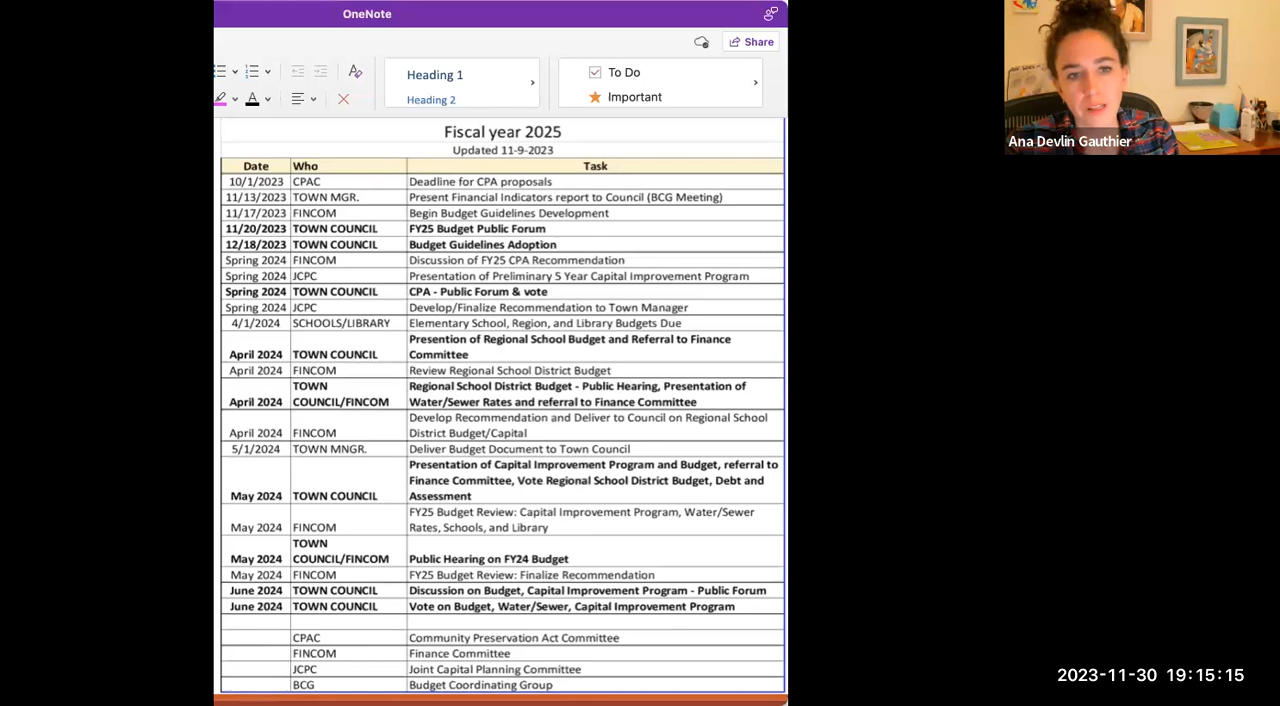 OneNote
Share
Heading 1
To Do
Heading 2
Important
Ana Devlin Gauthier
Fiscal year 2025
Updated 11-9-2023
Date Who Task
10/1/2023 CPAC Deadline for CPA proposals
11/13/2023 TOWN MGR. Present Financial Indicators report to Council (BCG Meeting)
11/17/2023 FINCOM Begin Budget Guidelines Development
11/20/2023 TOWN COUNCIL FY25 Budget Public Forum
12/18/2023 TOWN COUNCIL Budget Guidelines Adoption
Spring 2024 FINCOM Discussion of FY25 CPA Recommendation
Spring 2024 JCPC Presentation of Preliminary 5 Year Capital Improvement Program
Spring 2024 TOWN COUNCIL CPA - Public Forum & vote
Spring 2024 JCPC Develop/Finalize Recommendation to Town Manager
4/1/2024 SCHOOLS/LIBRARY Elementary School, Region, and Library Budgets Due
Presention of Regional School Budget and Referral to Finance
April 2024 TOWN COUNCIL Committee
April 2024 FINCOM Review Regional School District Budget
TOWN Regional School District Budget - Public Hearing, Presentation of
April 2024 COUNCIL/FINCOM Water/Sewer Rates and referral to Finance Committee
Develop Recommendation and Deliver to Council on Regional School
April 2024 FINCOM District Budget/Capital
5/1/2024 TOWN MNGR. Deliver Budget Document to Town Council
Presentation of Capital Improvement Program and Budget, referral to
Finance Committee, Vote Regional School District Budget, Debt and
May 2024 TOWN COUNCIL Assessment
FY25 Budget Review: Capital Improvement Program, Water/Sewer
May 2024 FINCOM Rates, Schools, and Library
TOWN
May 2024 COUNCIL/FINCOM Public Hearing on FY24 Budget
May 2024 FINCOM FY25 Budget Review: Finalize Recommendation
June 2024 TOWN COUNCIL Discussion on Budget, Capital Improvement Program - Public Forum
June 2024 TOWN COUNCIL Vote on Budget, Water/Sewer, Capital Improvement Program
CPAC Community Preservation Act Committee
FINCOM Finance Committee
JCPC Joint Capital Planning Committee
BCG Budget Coordinating Group
2023-11-30 19:15:15